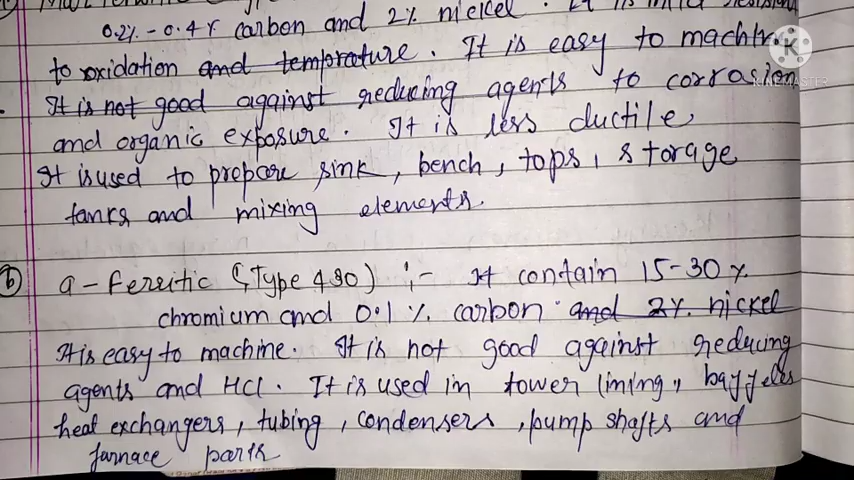 0.2% - 0.4% carbon and 2% nickel. It is
to oxidation and temprature. It is easy to machine
It is not good against reducing agents to corrosion
and organic exposure. It is less ductile,
It is used to prepare sink, bench, tops, storage
tanks and mixing elements.
(b) a - Ferritic (Type 430) :- It contain 15-30 %
chromium and 0.1 %. carbon and 2%. nickel
It is easy to machine. It is not good against reducing
agents and HCl. It is used in tower lining, baffles
heat exchangers, tubing, condensers, pump shafts and
furnace parts
KINEMASTER